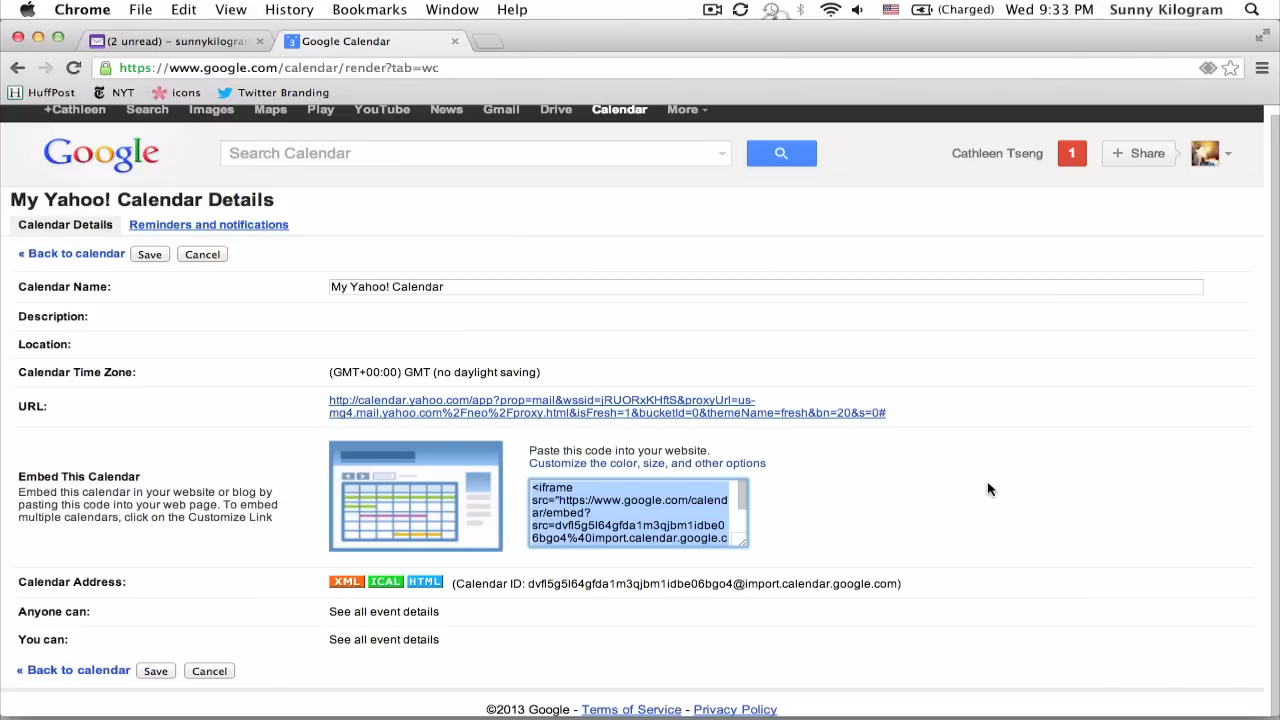 Chrome File Edit View History Bookmarks Window Help (Charged) Wed 9:33 PM Sunny Kilogram
(2 unread) – sunnykilogra Google Calendar
https://www.google.com/calendar/render?tab=wc
HuffPost NYT icons Twitter Branding
+Cathleen Search Images Maps Play YouTube News Gmail Drive Calendar More
Google Search Calendar Cathleen Tseng 1 + Share
My Yahoo! Calendar Details
Calendar Details Reminders and notifications
« Back to calendar Save Cancel
Calendar Name: My Yahoo! Calendar
Description:
Location:
Calendar Time Zone: (GMT+00:00) GMT (no daylight saving)
URL: http://calendar.yahoo.com/app?prop=mail&wssid=jRUORxKHftS&proxyUrl=us-
mg4.mail.yahoo.com%2Fneo%2Fproxy.html&isFresh=1&bucketId=0&themeName=fresh&bn=20&s=0#
Embed This Calendar
Embed this calendar in your website or blog by
pasting this code into your web page. To embed
multiple calendars, click on the Customize Link
Paste this code into your website.
Customize the color, size, and other options
<iframe
src="https://www.google.com/calend
ar/embed?
src=dvfl5g5l64gfda1m3qjbm1idbe0
6bgo4%40import.calendar.google.c
Calendar Address: XML ICAL HTML (Calendar ID: dvfl5g5l64gfda1m3qjbm1idbe06bgo4@import.calendar.google.com)
Anyone can: See all event details
You can: See all event details
« Back to calendar Save Cancel
©2013 Google - Terms of Service - Privacy Policy